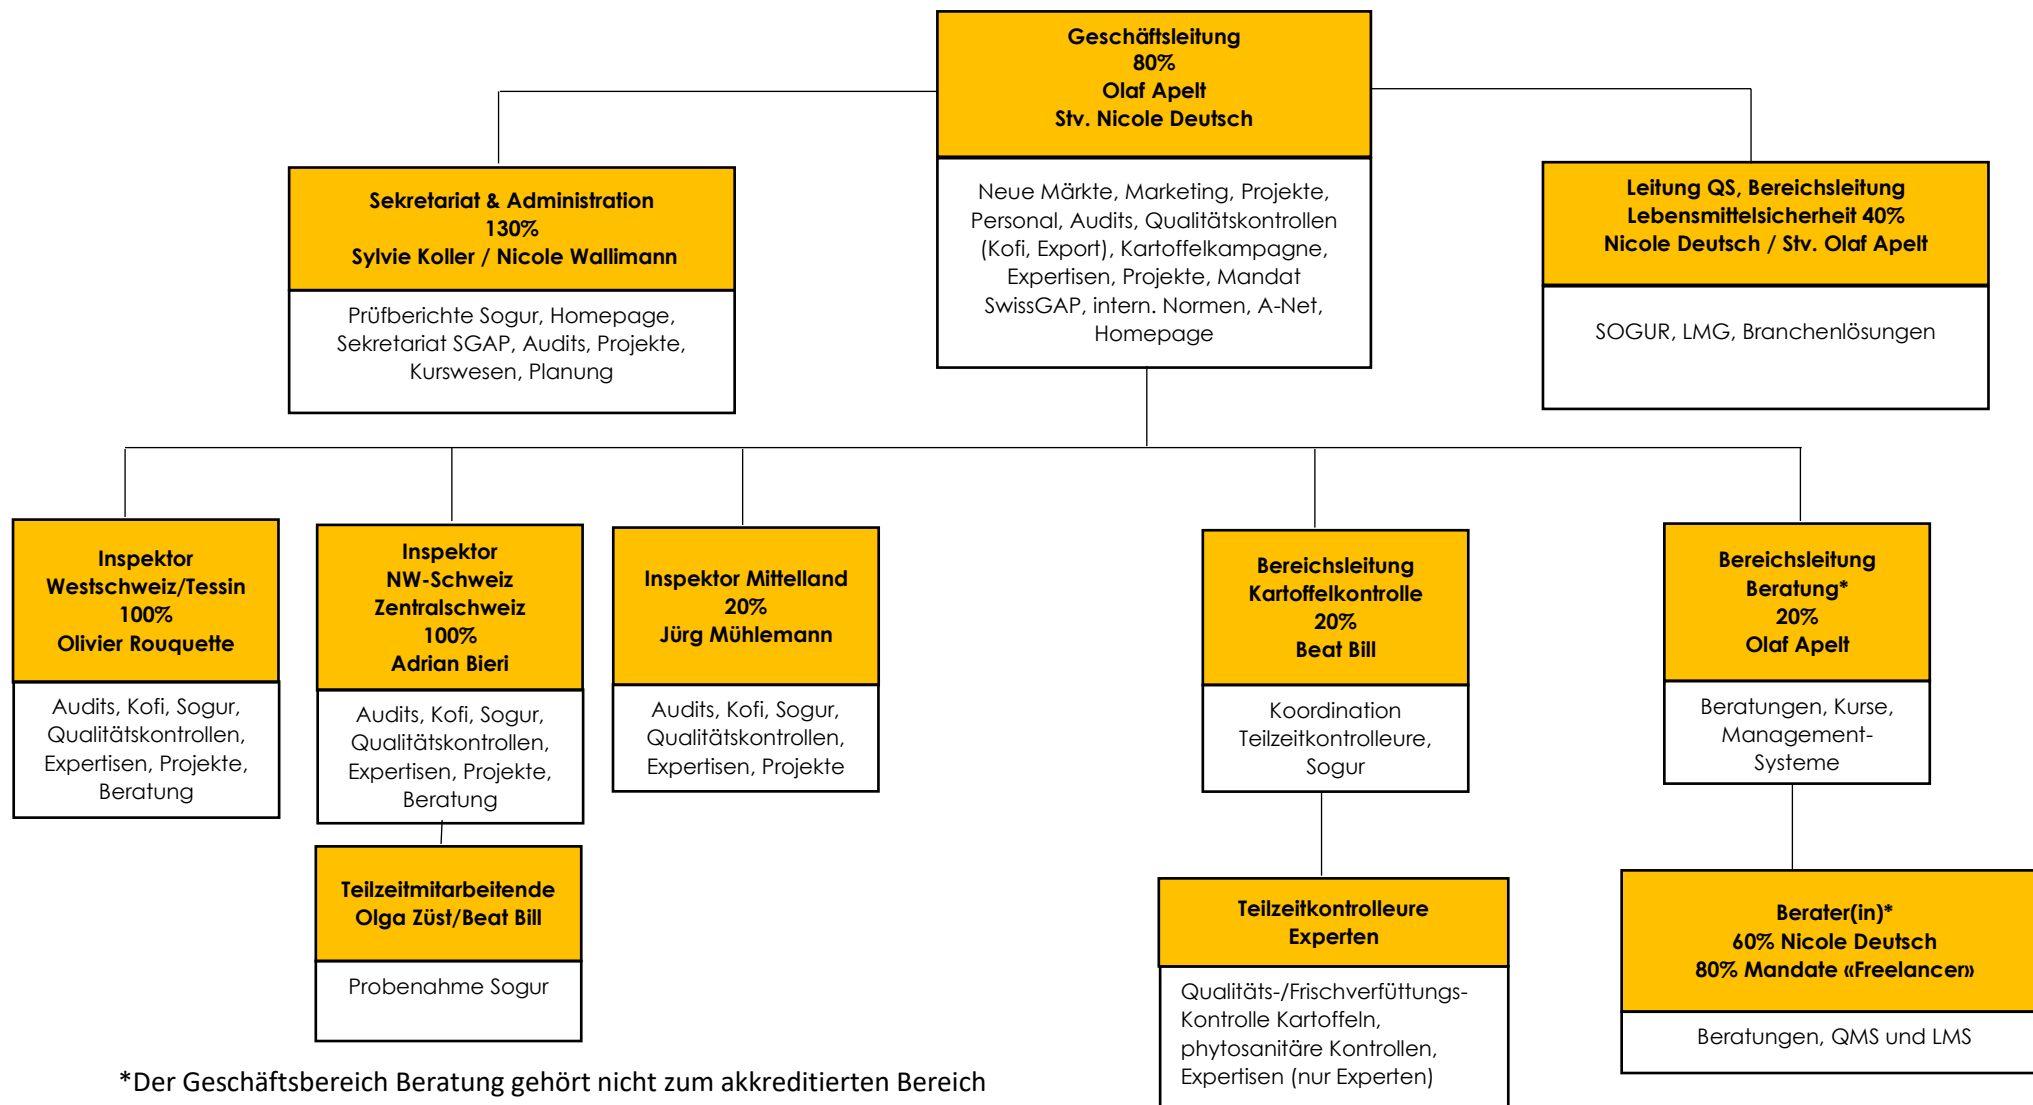 Geschäftsleitung
80%
Olaf Apelt
Stv. Nicole Deutsch
Neue Märkte, Marketing, Projekte,
Personal, Audits, Qualitätskontrollen
(Kofi, Export), Kartoffelkampagne,
Expertisen, Projekte, Mandat
SwissGAP, intern. Normen, A-Net,
Homepage
Sekretariat & Administration
130%
Sylvie Koller / Nicole Wallimann
Prüfberichte Sogur, Homepage,
Sekretariat SGAP, Audits, Projekte,
Kurswesen, Planung
Leitung QS, Bereichsleitung
Lebensmittelsicherheit 40%
Nicole Deutsch / Stv. Olaf Apelt
SOGUR, LMG, Branchenlösungen
Inspektor
Westschweiz/Tessin
100%
Olivier Rouquette
Audits, Kofi, Sogur,
Qualitätskontrollen,
Expertisen, Projekte,
Beratung
Inspektor
NW-Schweiz
Zentralschweiz
100%
Adrian Bieri
Audits, Kofi, Sogur,
Qualitätskontrollen,
Expertisen, Projekte,
Beratung
Teilzeitmitarbeitende
Olga Züst/Beat Bill
Probenahme Sogur
Inspektor Mittelland
20%
Jürg Mühlemann
Audits, Kofi, Sogur,
Qualitätskontrollen,
Expertisen, Projekte
Bereichsleitung
Kartoffelkontrolle
20%
Beat Bill
Koordination
Teilzeitkontrolleure,
Sogur
Teilzeitkontrolleure
Experten
Qualitäts-/Frischverfüttungs-
Kontrolle Kartoffeln,
phytosanitäre Kontrollen,
Expertisen (nur Experten)
Bereichsleitung
Beratung*
20%
Olaf Apelt
Beratungen, Kurse,
Management-
Systeme
Berater(in)*
60% Nicole Deutsch
80% Mandate «Freelancer»
Beratungen, QMS und LMS
*Der Geschäftsbereich Beratung gehört nicht zum akkreditierten Bereich